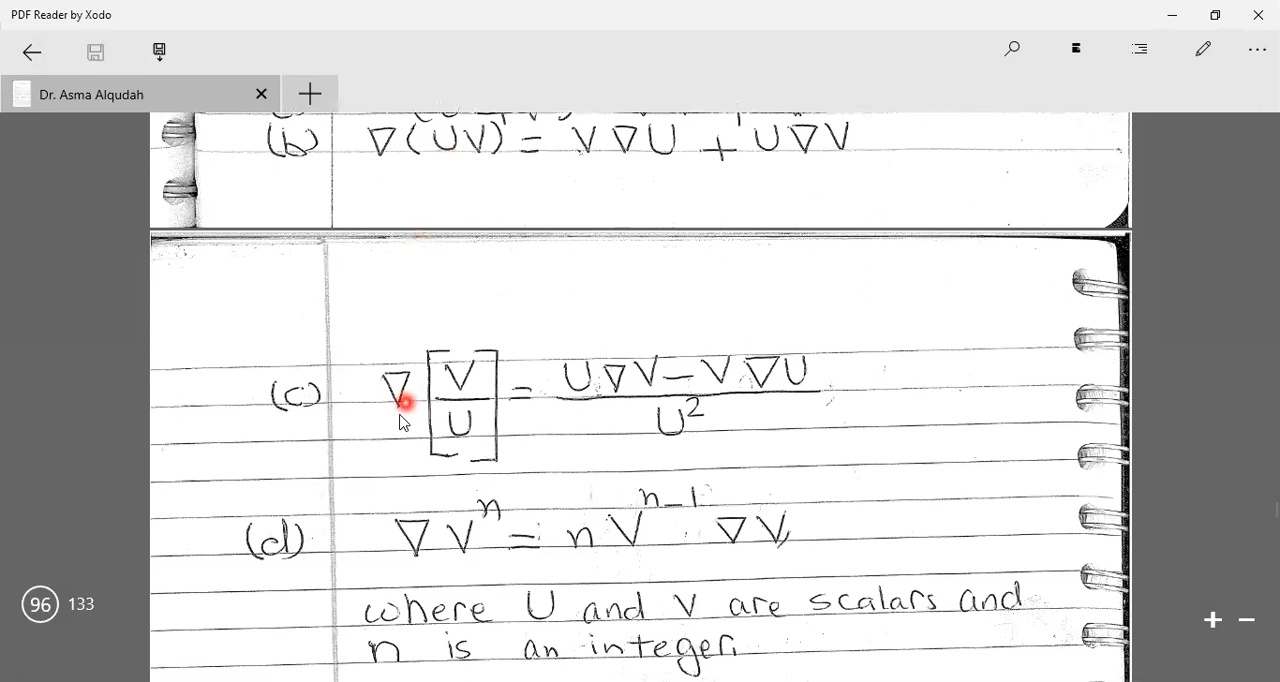 PDF Reader by Xodo
Dr. Asma Alqudah
(b) ∇(UV) = V∇U + U∇V
(c) ∇[V/U] = (U∇V − V∇U)/U²
(d) ∇Vⁿ = nVⁿ⁻¹ ∇V,
where U and V are scalars and
n is an integer.
96 133